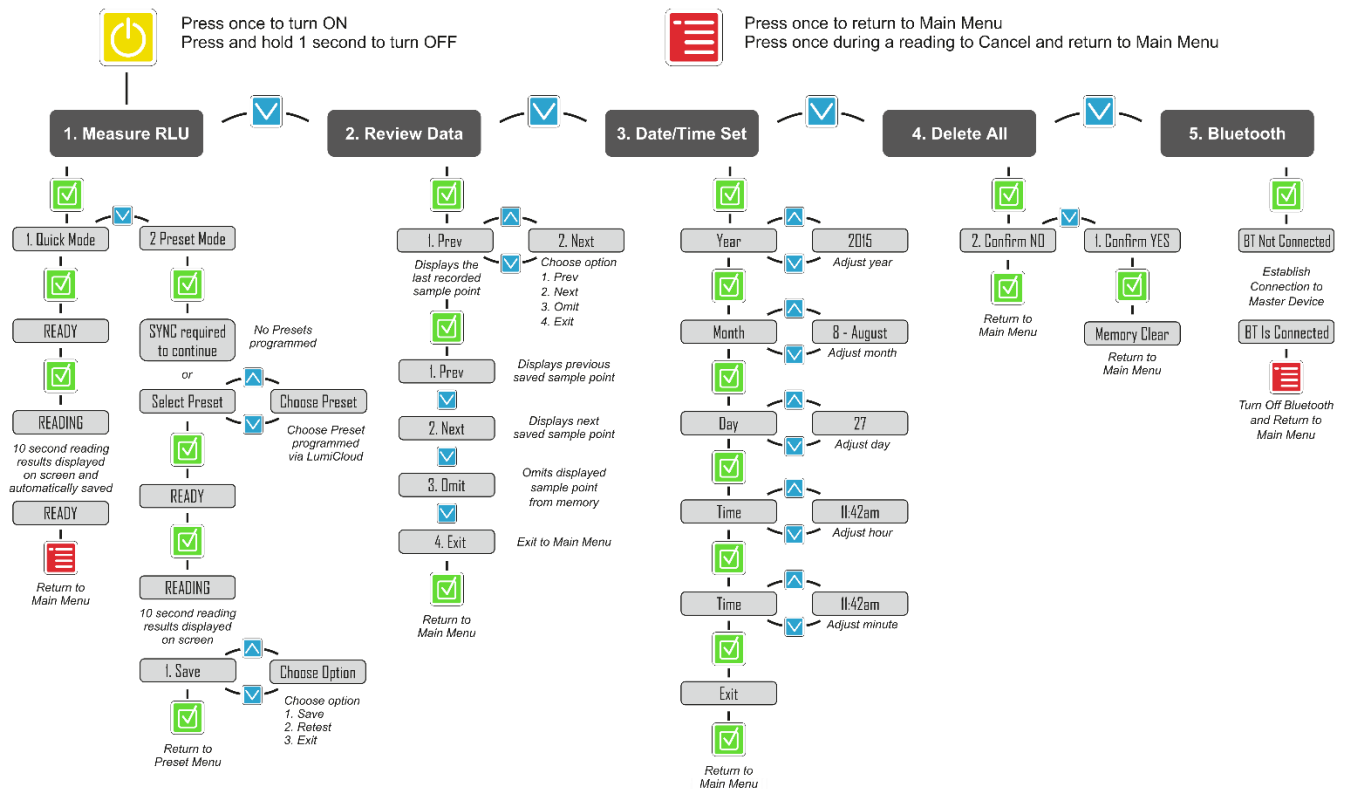 Press once to turn ON
Press and hold 1 second to turn OFF
Press once to return to Main Menu
Press once during a reading to Cancel and return to Main Menu
1. Measure RLU
2. Review Data
3. Date/Time Set
4. Delete All
5. Bluetooth
1. Quick Mode
2 Preset Mode
READY
READING
10 second reading
results displayed
on screen and
automatically saved
READY
Return to
Main Menu
SYNC required
to continue
No Presets
programmed
or
Select Preset
Choose Preset
Choose Preset
programmed
via LumiCloud
READY
READING
10 second reading
results displayed
on screen
1. Save
Choose Option
Choose option
1. Save
2. Retest
3. Exit
Return to
Preset Menu
1. Prev
2. Next
Displays the
last recorded
sample point
Choose option
1. Prev
2. Next
3. Omit
4. Exit
1. Prev
Displays previous
saved sample point
2. Next
Displays next
saved sample point
3. Omit
Omits displayed
sample point
from memory
4. Exit
Exit to Main Menu
Return to
Main Menu
Year
2015
Adjust year
Month
8 - August
Adjust month
Day
27
Adjust day
Time
11:42am
Adjust hour
Time
11:42am
Adjust minute
Exit
Return to
Main Menu
2. Confirm NO
1. Confirm YES
Return to
Main Menu
Memory Clear
Return to
Main Menu
BT Not Connected
Establish
Connection to
Master Device
BT Is Connected
Turn Off Bluetooth
and Return to
Main Menu